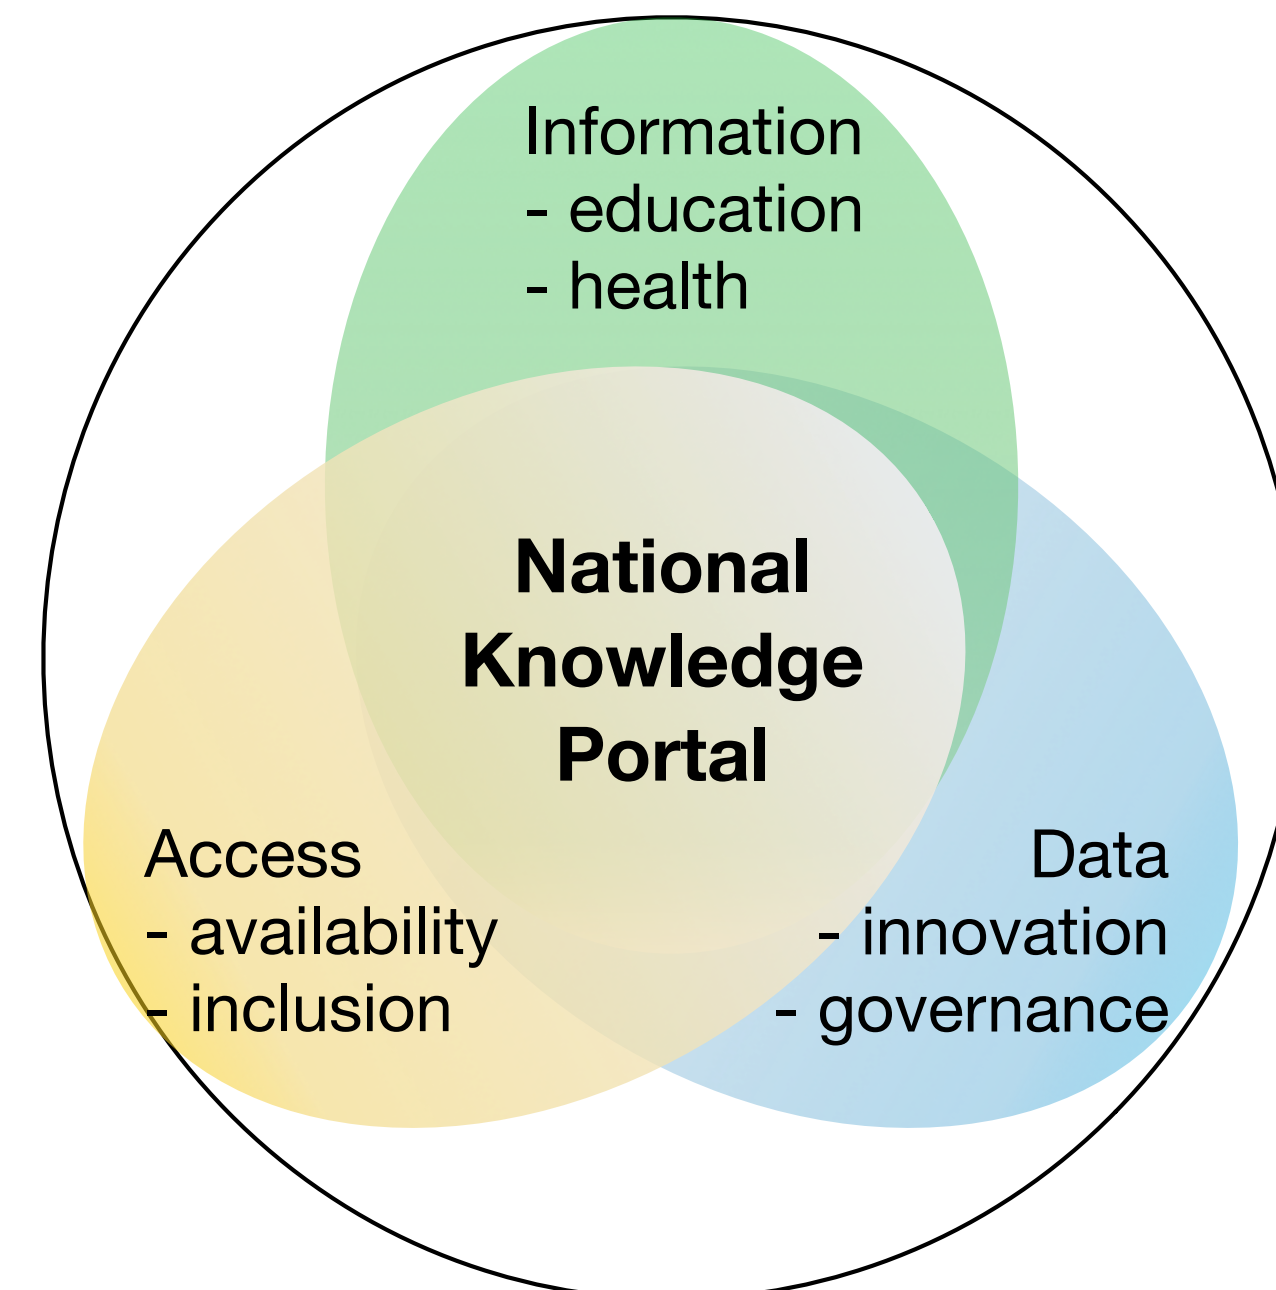 Information
- education
- health
National
Knowledge
Portal
Access
- availability
- inclusion
Data
- innovation
- governance